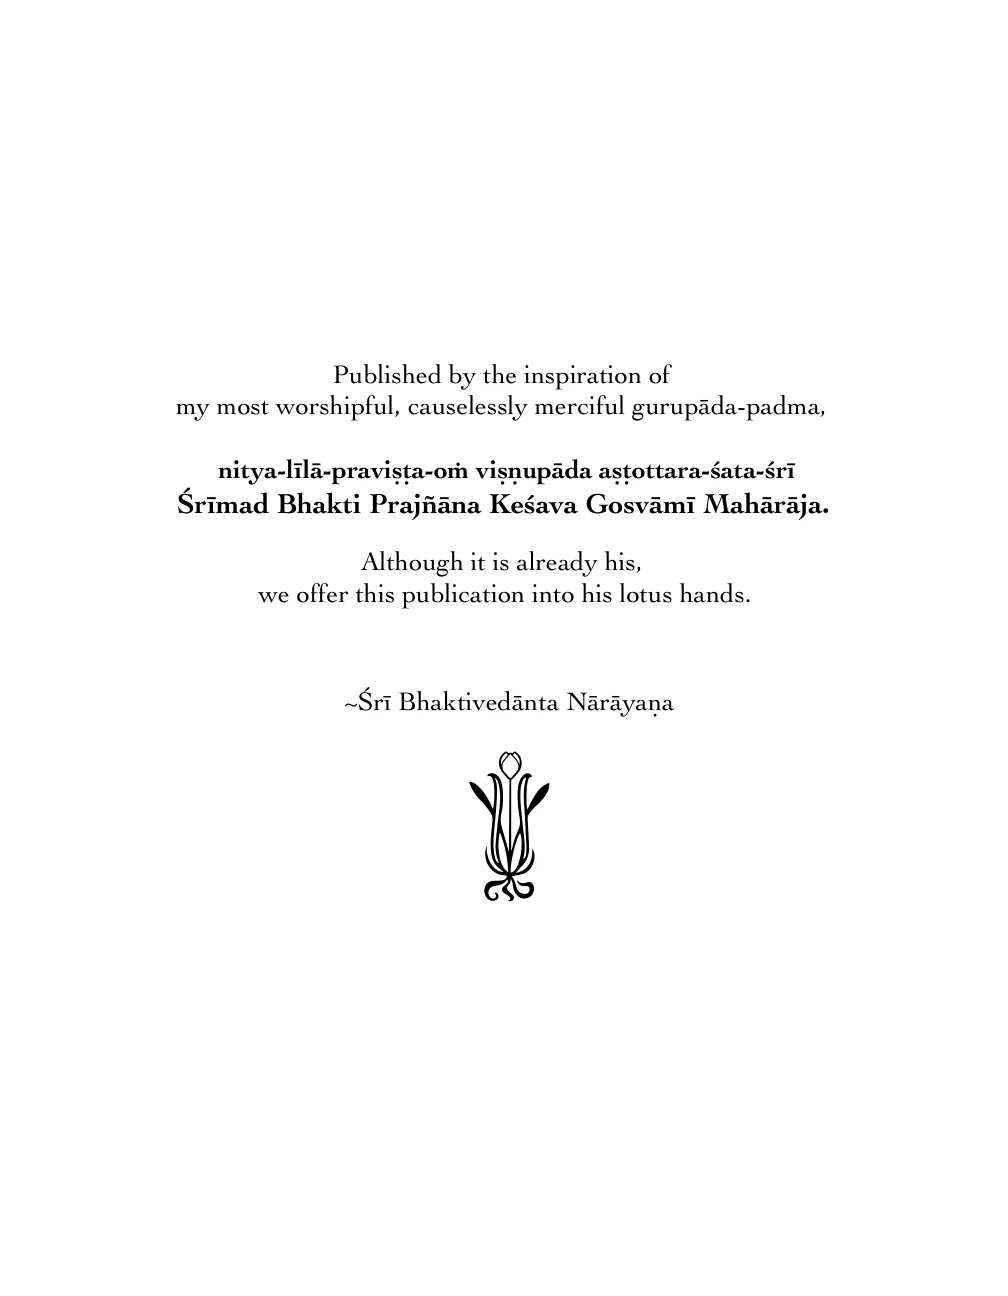 Published by the inspiration of
my most worshipful, causelessly merciful gurupāda-padma,
nitya-līlā-praviṣṭa-oṁ viṣṇupāda aṣṭottara-śata-śrī
Śrīmad Bhakti Prajñāna Keśava Gosvāmī Mahārāja.
Although it is already his,
we offer this publication into his lotus hands.
~Śrī Bhaktivedānta Nārāyaṇa